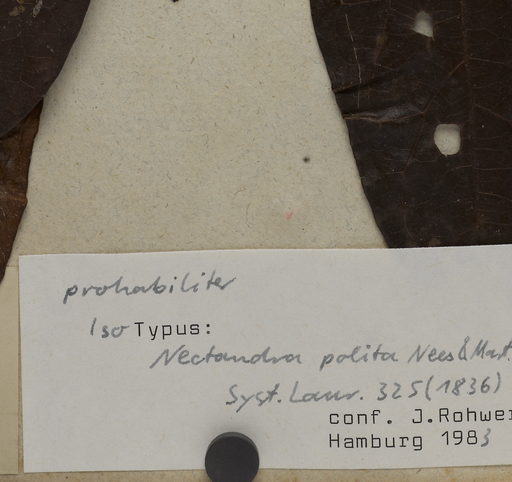 probabiliter
Iso Typus:
Nectandra polita Nees & Mart.
Syst. Laur. 325 (1836)
conf. J.Rohwer
Hamburg 1983